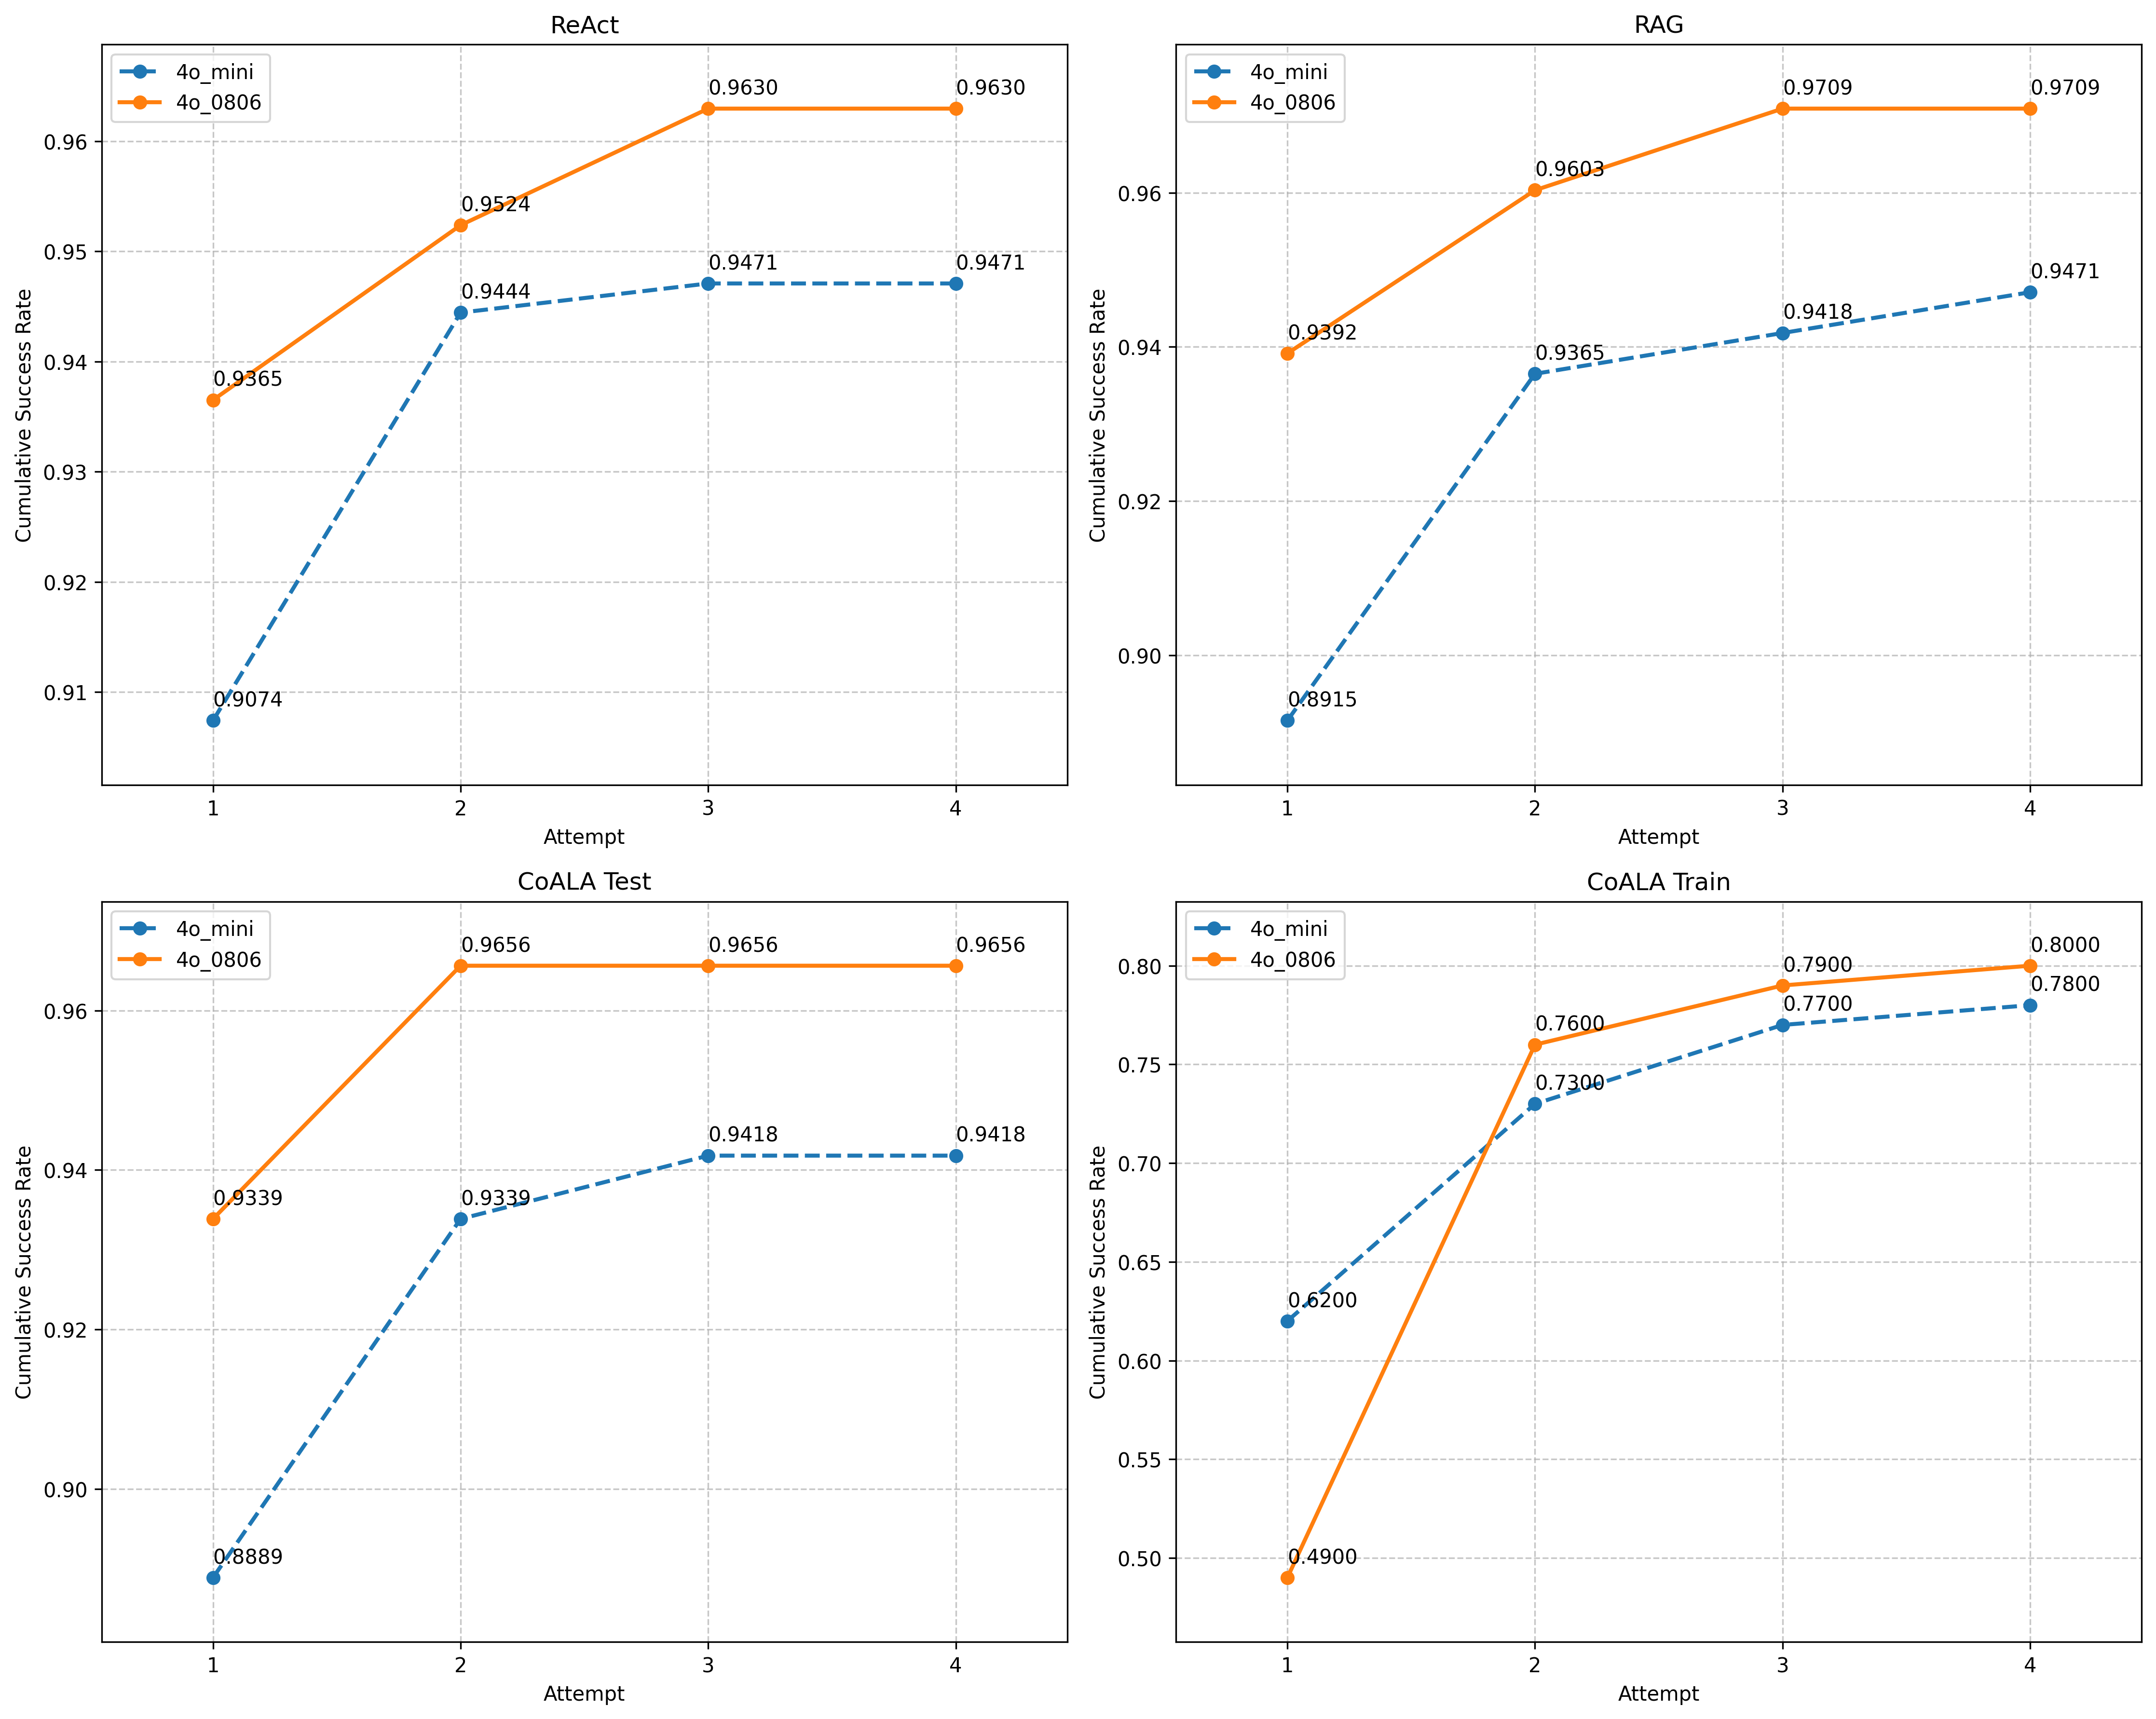 ReAct
4o_mini
4o_0806
0.9630
0.9630
0.9524
0.9471
0.9471
0.9444
0.9365
0.9074
0.96
0.95
0.94
0.93
0.92
0.91
Cumulative Success Rate
1 2 3 4
Attempt
RAG
4o_mini
4o_0806
0.9709
0.9709
0.9603
0.9471
0.9418
0.9392
0.9365
0.8915
0.96
0.94
0.92
0.90
Cumulative Success Rate
1 2 3 4
Attempt
CoALA Test
4o_mini
4o_0806
0.9656
0.9656
0.9656
0.9418
0.9418
0.9339
0.9339
0.8889
0.96
0.94
0.92
0.90
Cumulative Success Rate
1 2 3 4
Attempt
CoALA Train
4o_mini
4o_0806
0.8000
0.7900
0.7800
0.7700
0.7600
0.7300
0.6200
0.4900
0.80
0.75
0.70
0.65
0.60
0.55
0.50
Cumulative Success Rate
1 2 3 4
Attempt